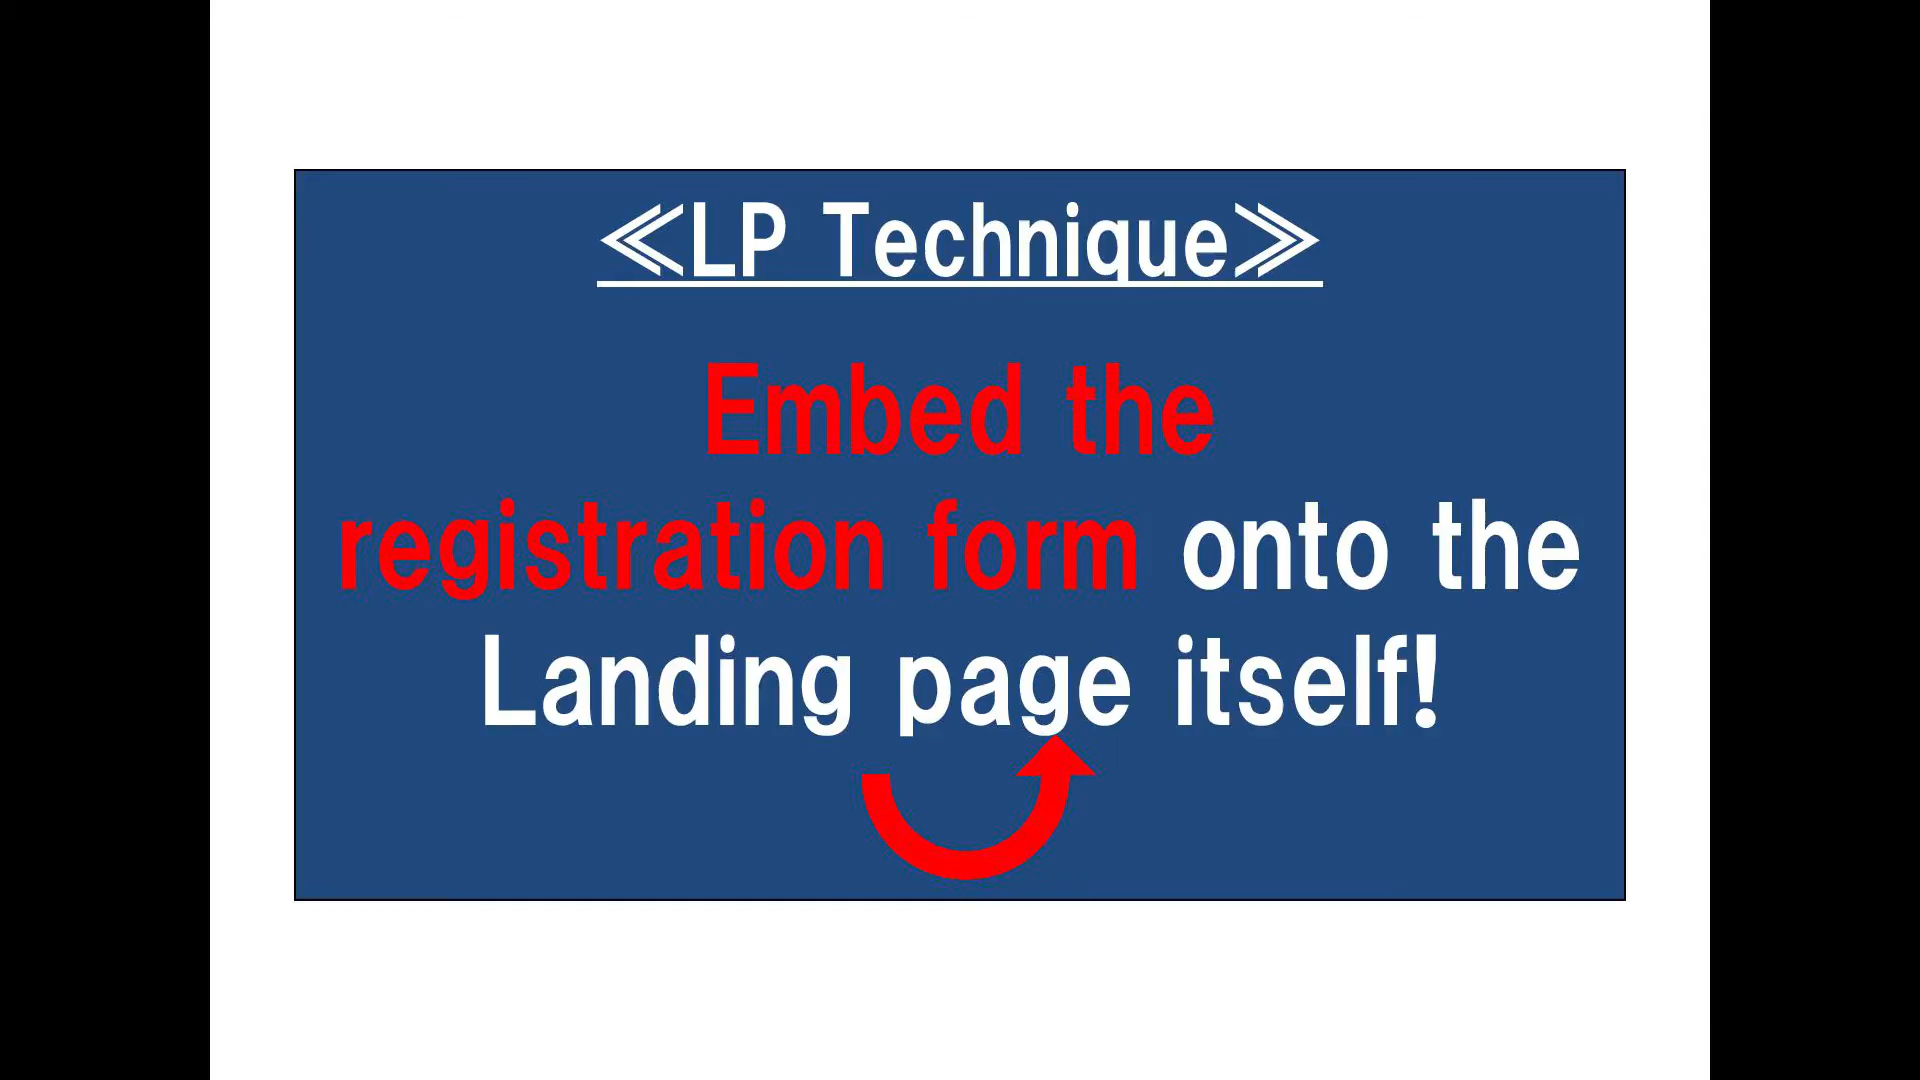 ≪LP Technique≫
Embed the
registration form onto the
Landing page itself!